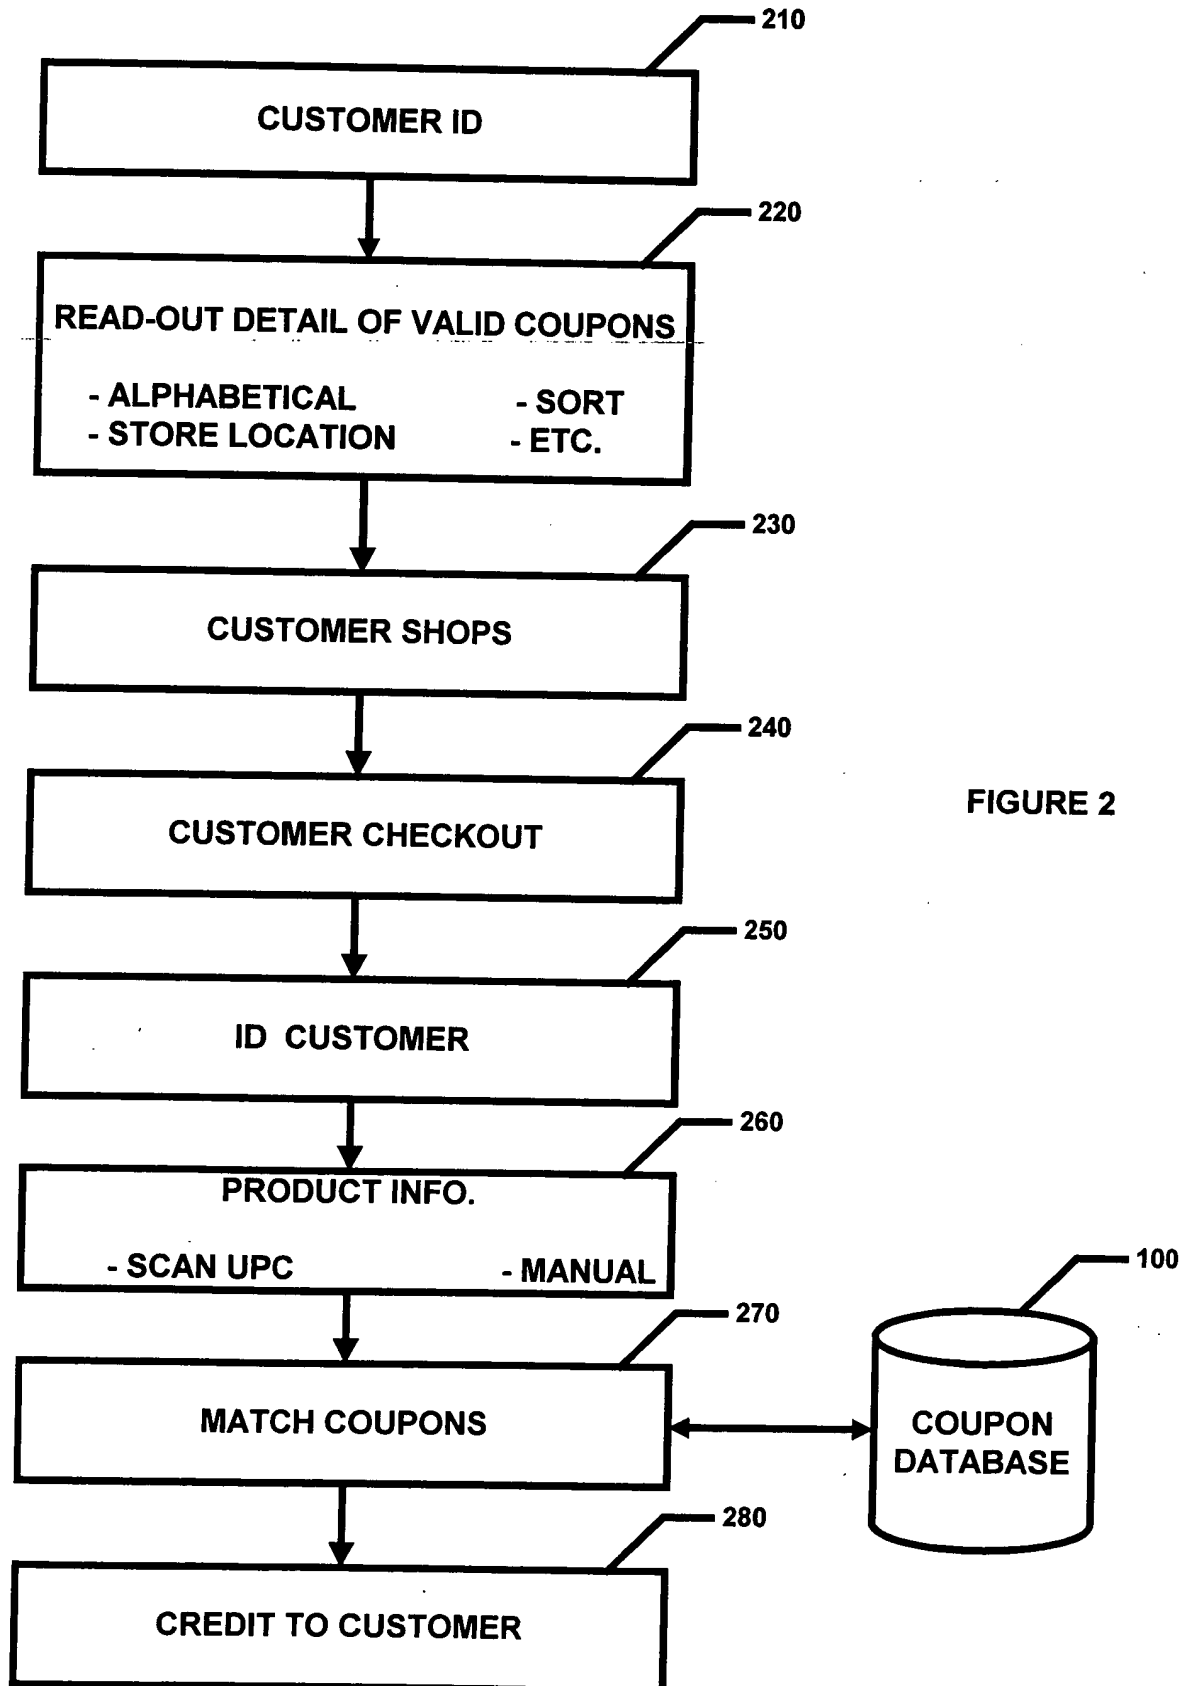 210
CUSTOMER ID
220
READ-OUT DETAIL OF VALID COUPONS
- ALPHABETICAL - SORT
- STORE LOCATION - ETC.
230
CUSTOMER SHOPS
240
CUSTOMER CHECKOUT
FIGURE 2
250
ID CUSTOMER
260
PRODUCT INFO.
- SCAN UPC - MANUAL
100
270
MATCH COUPONS
COUPON
DATABASE
280
CREDIT TO CUSTOMER